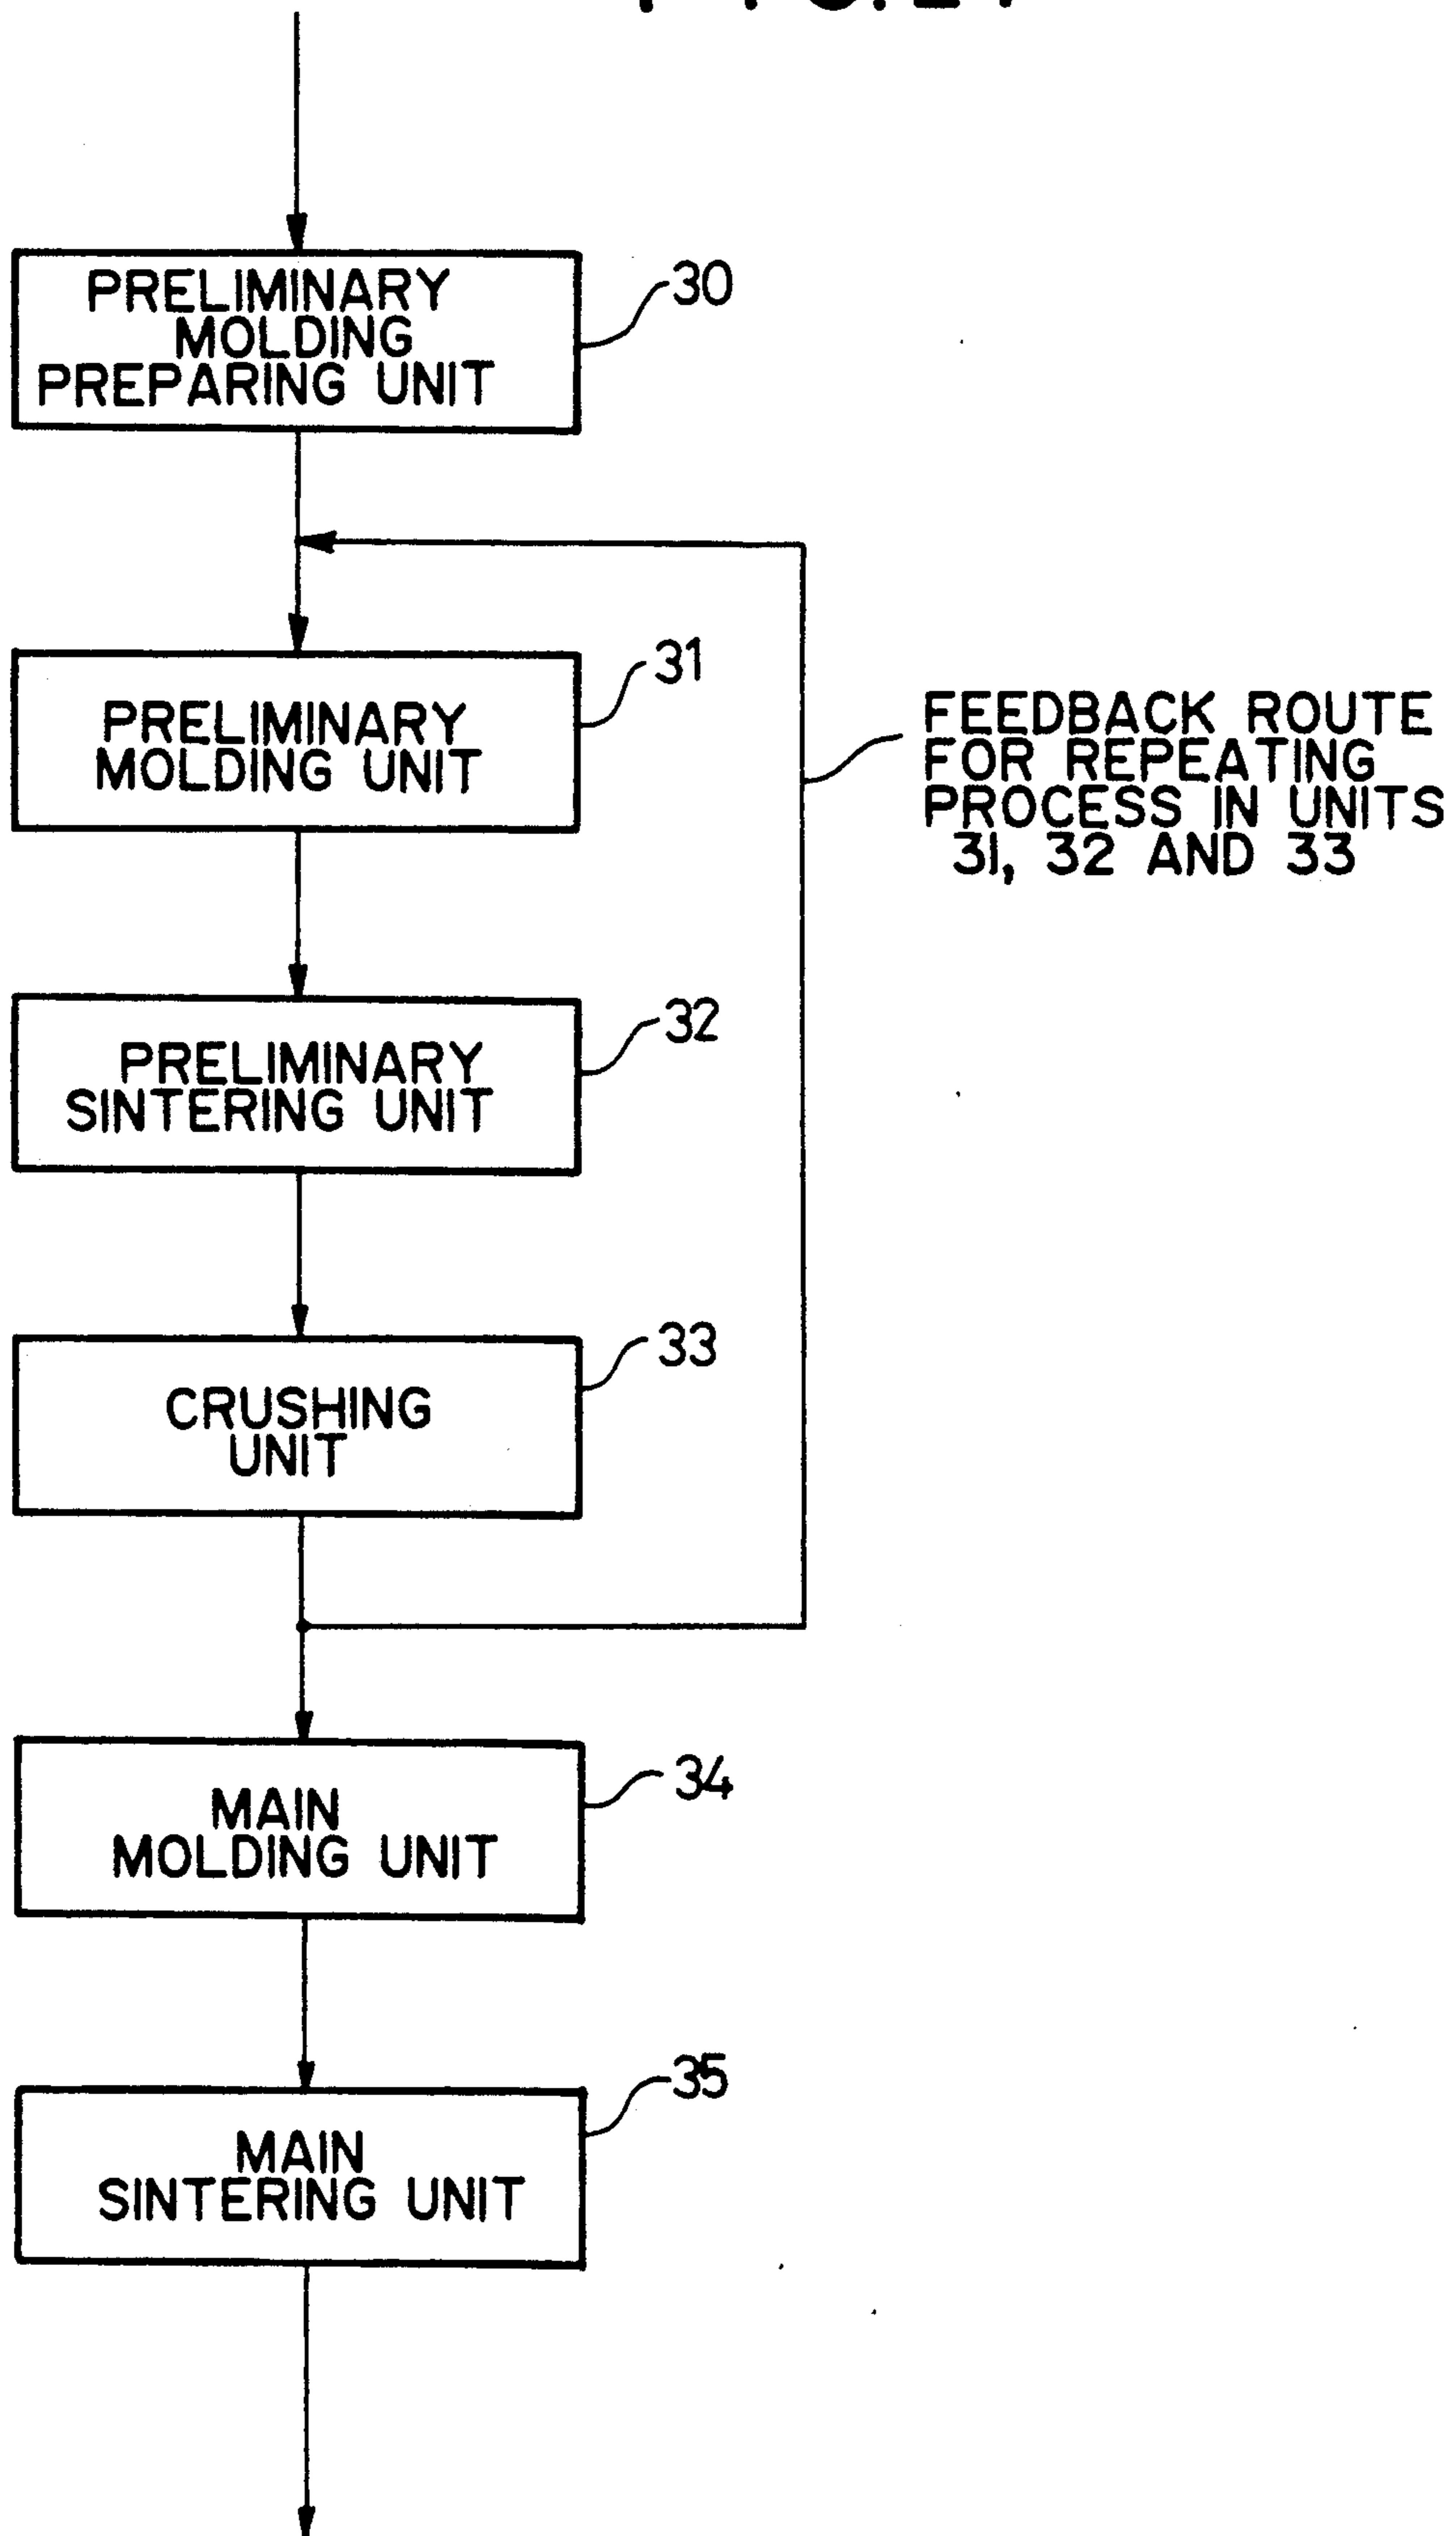 PRELIMINARY
MOLDING
PREPARING UNIT
30
PRELIMINARY
MOLDING UNIT
31
FEEDBACK ROUTE
FOR REPEATING
PROCESS IN UNITS
31, 32 AND 33
PRELIMINARY
SINTERING UNIT
32
CRUSHING
UNIT
33
MAIN
MOLDING UNIT
34
MAIN
SINTERING UNIT
35